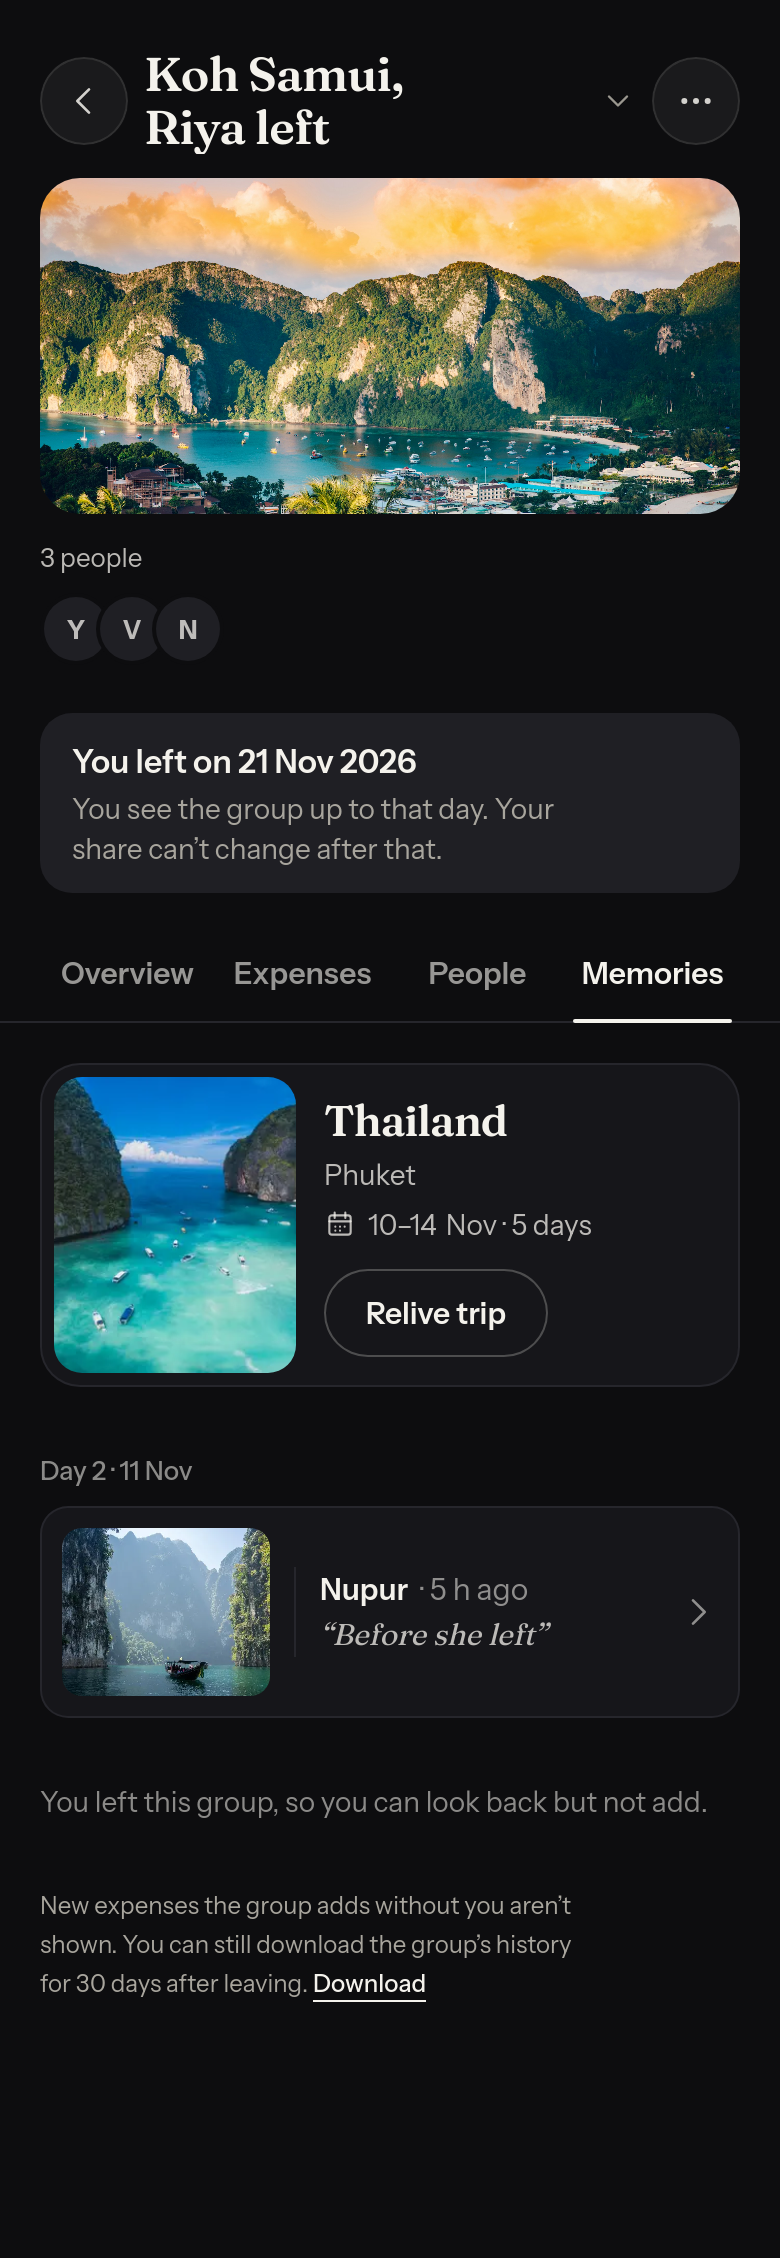 Koh Samui,
Riya left
3 people
Y V N
You left on 21 Nov 2026
You see the group up to that day. Your
share can’t change after that.
Overview Expenses People Memories
Thailand
Phuket
10–14 Nov · 5 days
Relive trip
Day 2 · 11 Nov
Nupur · 5 h ago
“Before she left”
You left this group, so you can look back but not add.
New expenses the group adds without you aren’t
shown. You can still download the group’s history
for 30 days after leaving. Download